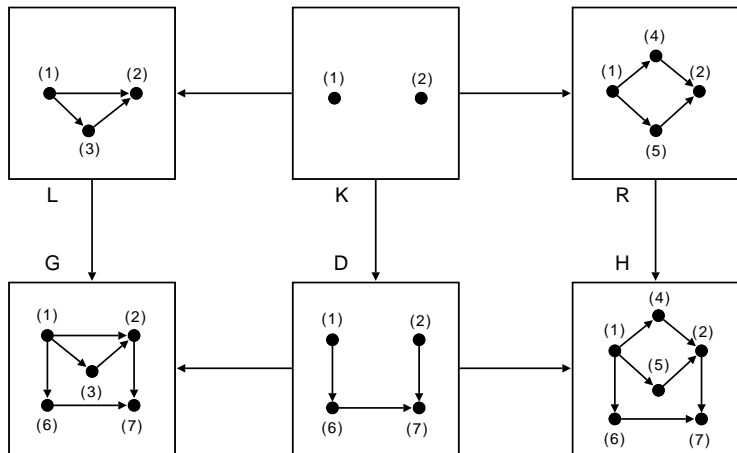 (4)
(1) (2) (1) (2) (1) (2)
(3) (5)
L K R
G D H
(4)
(1) (2) (1) (2) (1) (2)
(3) (5)
(6) (7) (6) (7) (6) (7)